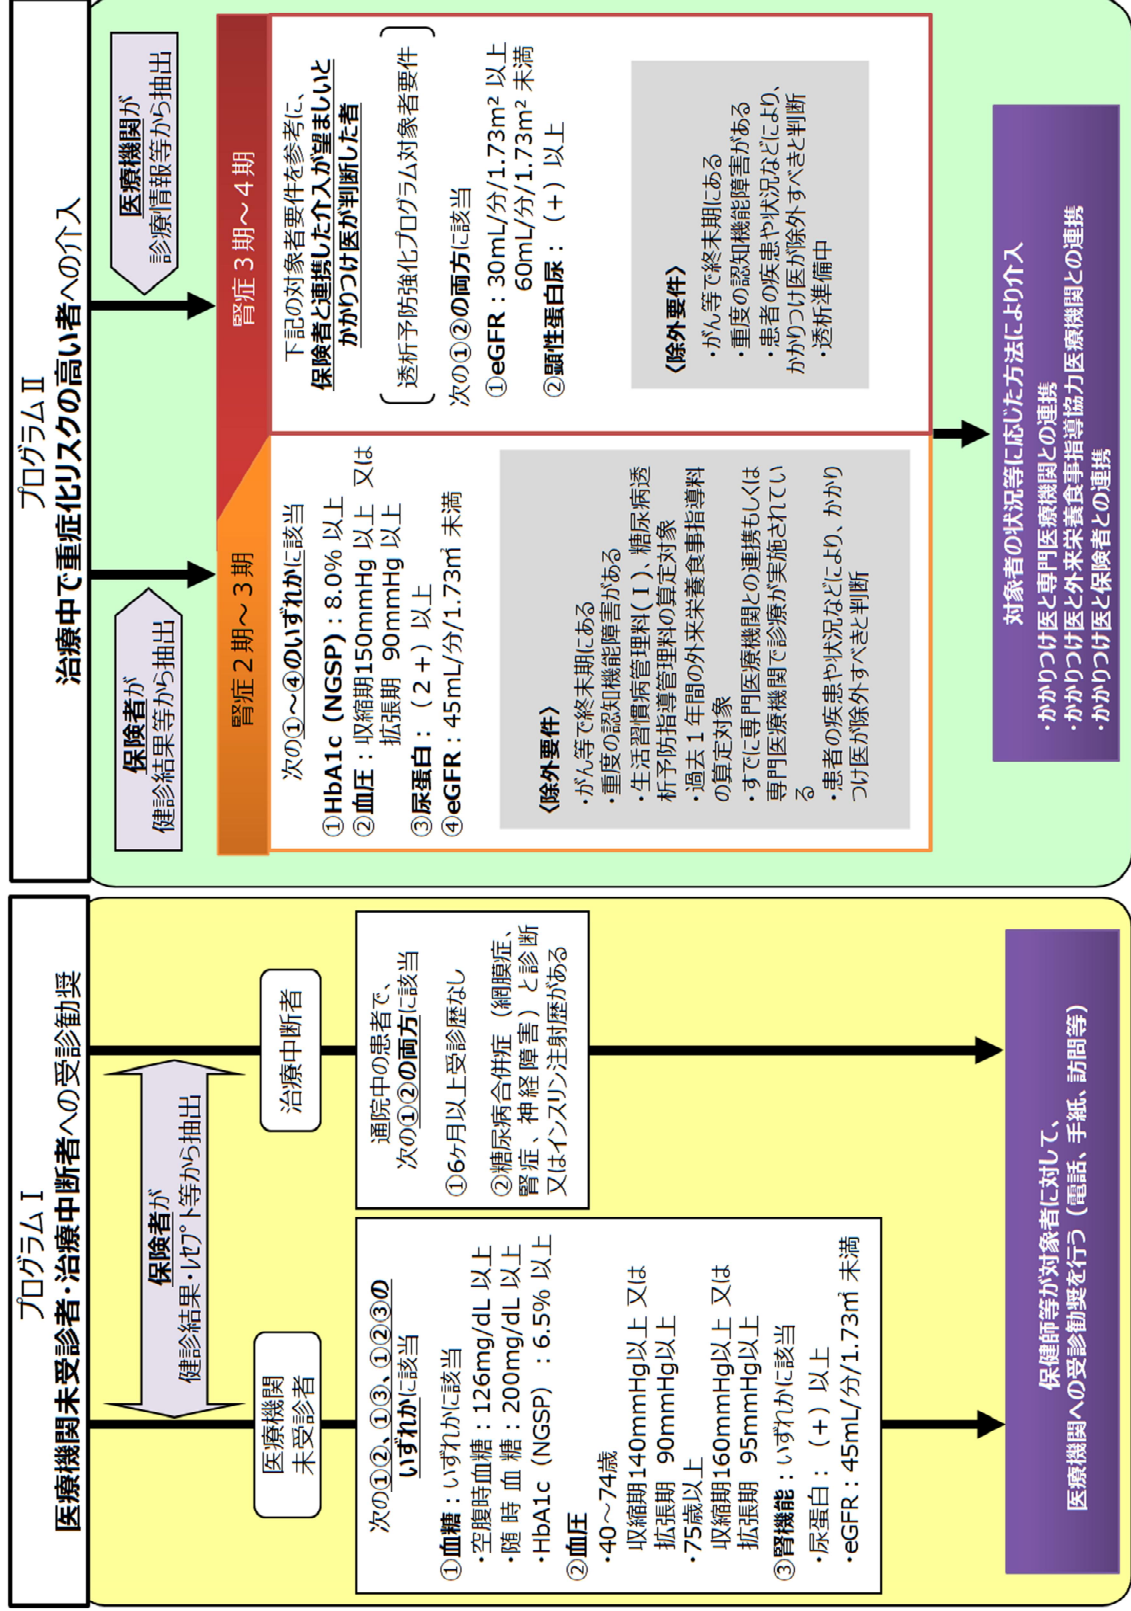 プログラムⅠ
医療機関未受診者・治療中断者への受診勧奨
保険者が
健診結果・レセプト等から抽出
医療機関
未受診者
次の①②、①③、①②③の
いずれかに該当
①血糖：いずれかに該当
・空腹時血糖：126mg/dL 以上
・随 時 血 糖：200mg/dL 以上
・HbA1c（NGSP）：6.5% 以上
②血圧
・40～74歳
収縮期140mmHg以上 又は
拡張期 90mmHg以上
・75歳以上
収縮期160mmHg以上 又は
拡張期 95mmHg以上
③腎機能：いずれかに該当
・尿蛋白：（+）以上
・eGFR：45mL/分/1.73㎡ 未満
治療中断者
通院中の患者で、
次の①②の両方に該当
①6ヶ月以上受診歴なし
②糖尿病合併症（網膜症、
腎症、神経障害）と診断
又はインスリン注射歴がある
保健師等が対象者に対して、
医療機関への受診勧奨を行う（電話、手紙、訪問等）
プログラムⅡ
治療中で重症化リスクの高い者への介入
保険者が
健診結果等から抽出
医療機関が
診療情報等から抽出
腎症２期～３期
次の①～④のいずれかに該当
①HbA1c（NGSP）：8.0% 以上
②血圧：収縮期150mmHg 以上 又は
拡張期 90mmHg 以上
③尿蛋白：（２+）以上
④eGFR：45mL/分/1.73㎡ 未満
〈除外要件〉
・がん等で終末期にある
・重度の認知機能障害がある
・生活習慣病管理料(Ⅰ)、糖尿病透
析予防指導管理料の算定対象
・過去１年間の外来栄養食事指導料
の算定対象
・すでに専門医療機関との連携もしくは
専門医療機関で診療が実施されてい
る
・患者の疾患や状況などにより、かかり
つけ医が除外すべきと判断
腎症３期～４期
下記の対象者要件を参考に、
保険者と連携した介入が望ましいと
かかりつけ医が判断した者
透析予防強化プログラム対象者要件
次の①②の両方に該当
①eGFR：30mL/分/1.73m² 以上
60mL/分/1.73m² 未満
②顕性蛋白尿：（+）以上
〈除外要件〉
・がん等で終末期にある
・重度の認知機能障害がある
・患者の疾患や状況などにより、
かかりつけ医が除外すべきと判断
・透析準備中
対象者の状況等に応じた方法により介入
・かかりつけ医と専門医療機関との連携
・かかりつけ医と外来栄養食事指導協力医療機関との連携
・かかりつけ医と保険者との連携